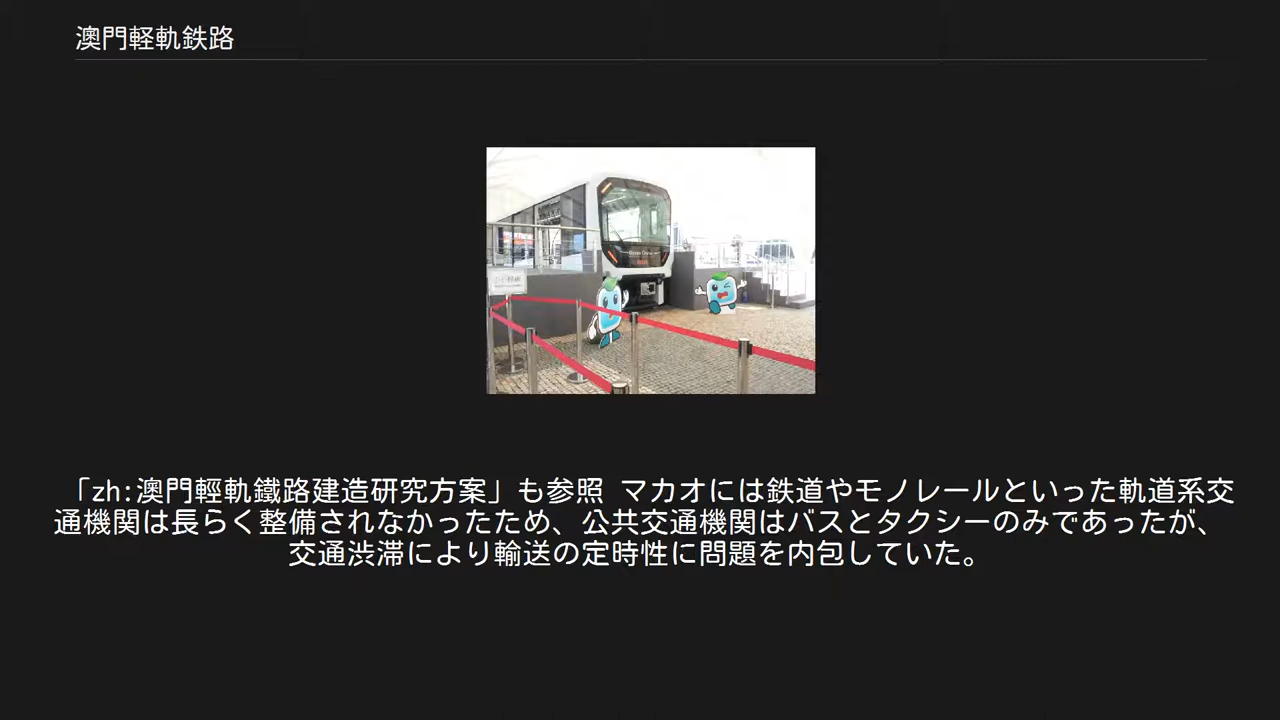 澳門軽軌鉄路
「zh:澳門輕軌鐵路建造研究方案」も参照 マカオには鉄道やモノレールといった軌道系交
通機関は長らく整備されなかったため、公共交通機関はバスとタクシーのみであったが、
交通渋滞により輸送の定時性に問題を内包していた。